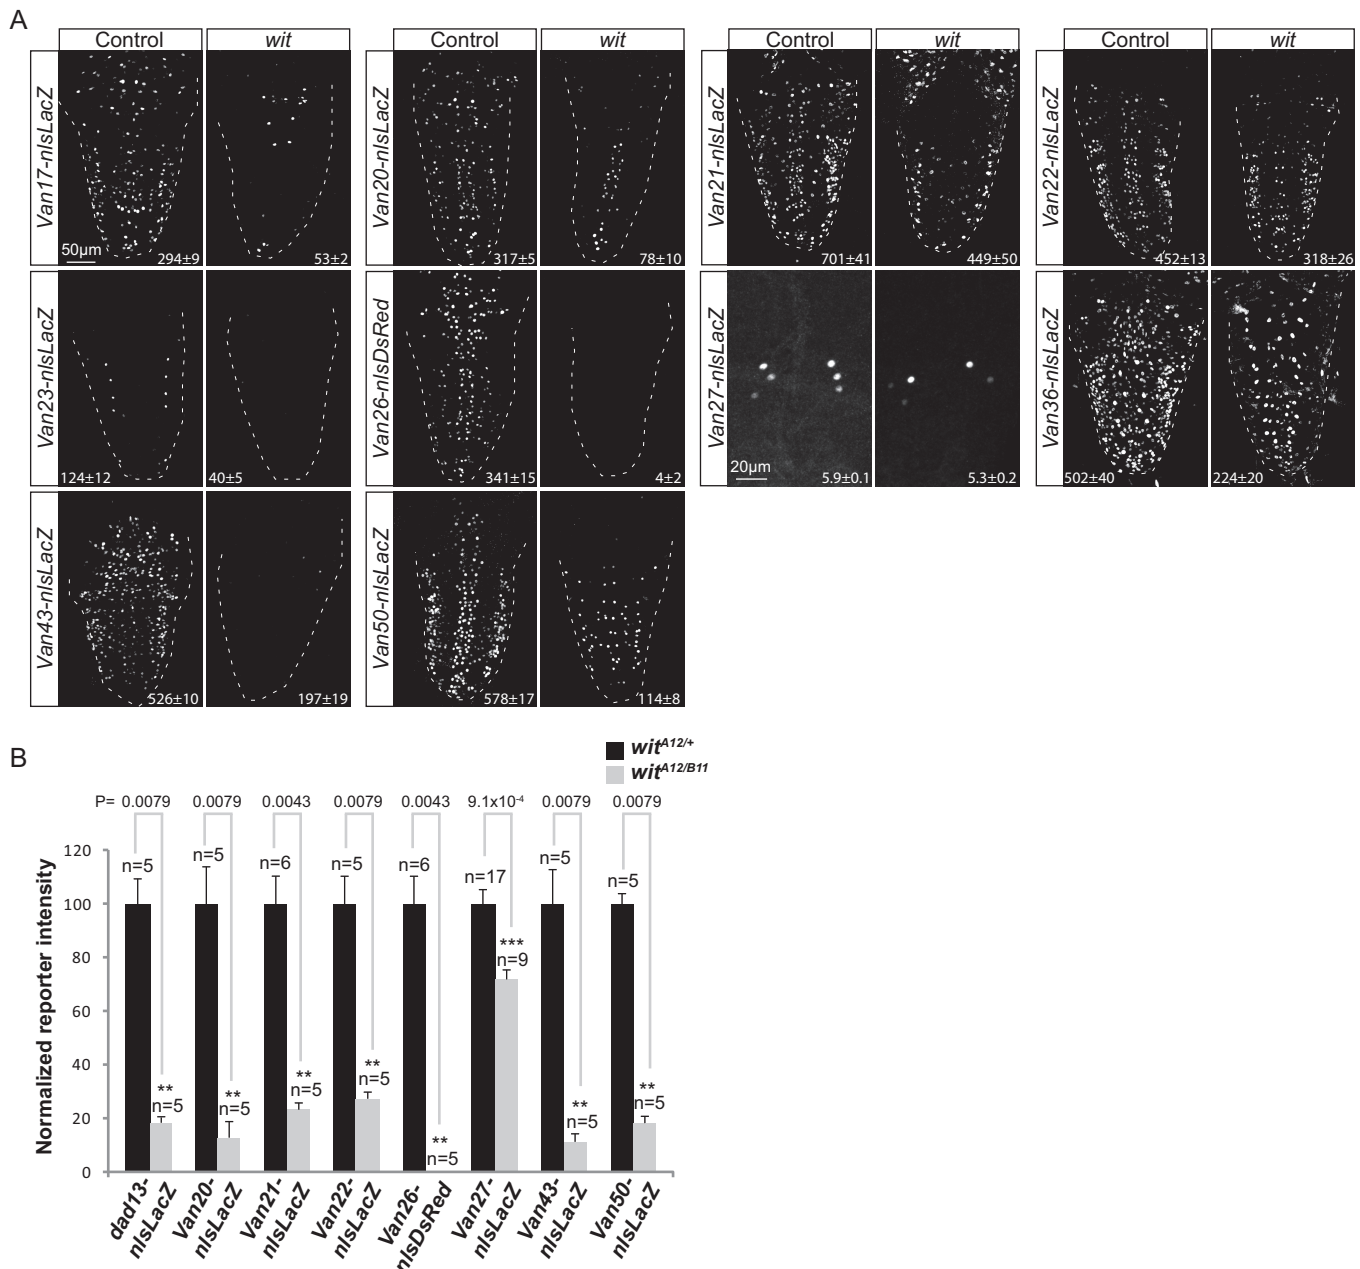 A
Control wit Control wit Control wit Control wit
Van17-nlsLacZ
50µm
294±9
53±2
Van20-nlsLacZ
317±5
78±10
Van21-nlsLacZ
701±41
449±50
Van22-nlsLacZ
452±13
318±26
Van23-nlsLacZ
124±12
40±5
Van26-nlsDsRed
341±15
4±2
Van27-nlsLacZ
20µm
5.9±0.1
5.3±0.2
Van36-nlsLacZ
502±40
224±20
Van43-nlsLacZ
526±10
197±19
Van50-nlsLacZ
578±17
114±8
B
wit^A12/+
wit^A12/B11
P= 0.0079 0.0079 0.0043 0.0079 0.0043 9.1x10^-4 0.0079 0.0079
Normalized reporter intensity
120
100
80
60
40
20
0
n=5 n=5 n=6 n=5 n=6 n=17 n=5 n=5
** ** ** ** ** *** ** **
n=5 n=5 n=5 n=5 n=5 n=9 n=5 n=5
dad13-
nlsLacZ
Van20-
nlsLacZ
Van21-
nlsLacZ
Van22-
nlsLacZ
Van26-
nlsDsRed
Van27-
nlsLacZ
Van43-
nlsLacZ
Van50-
nlsLacZ